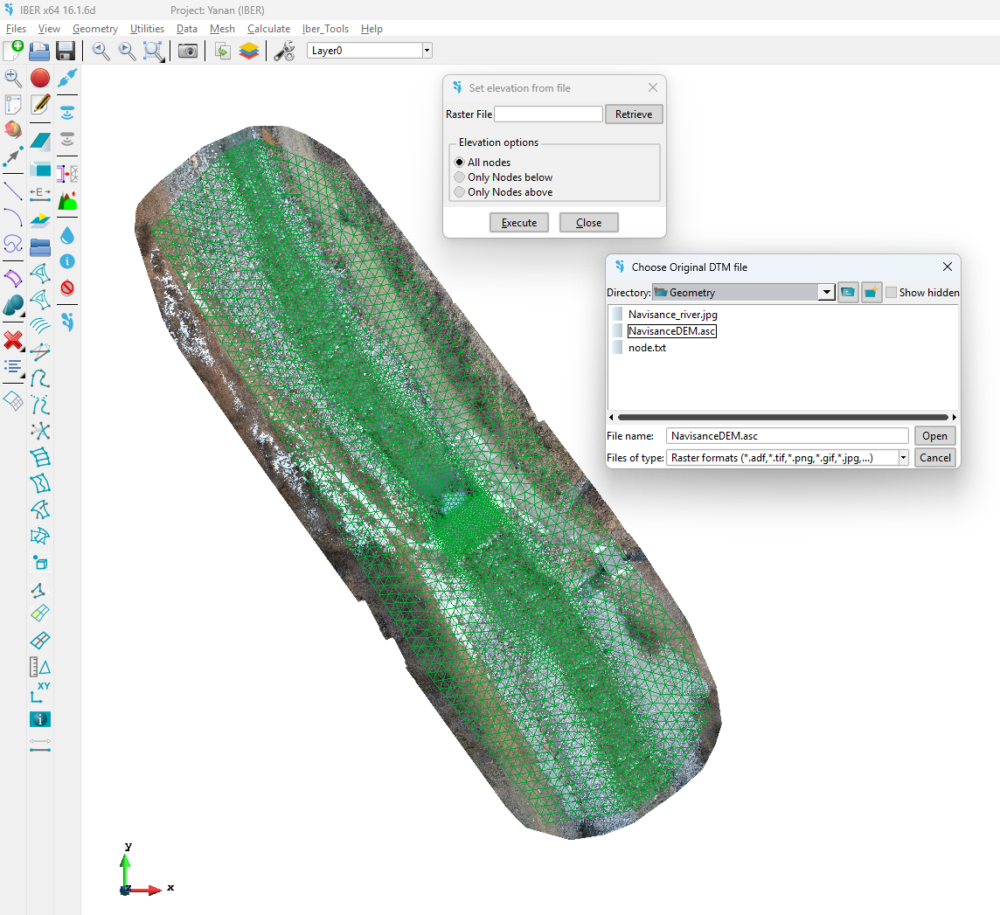 IBER x64 16.1.6d Project: Yanan (IBER)
Files View Geometry Utilities Data Mesh Calculate Iber_Tools Help
Layer0
Set elevation from file
Raster File Retrieve
Elevation options
All nodes
Only Nodes below
Only Nodes above
Execute Close
Choose Original DTM file
Directory: Geometry Show hidden
Navisance_river.jpg
NavisanceDEM.asc
node.txt
File name: NavisanceDEM.asc Open
Files of type: Raster formats (*.adf,*.tif,*.png,*.gif,*.jpg,...) Cancel
E
XY
y
z x